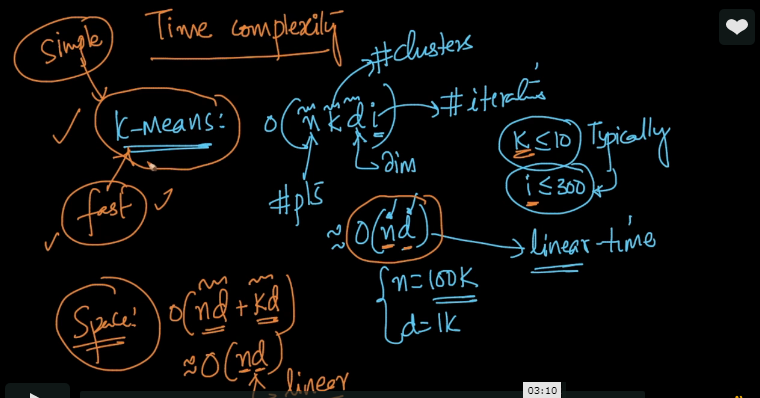 Simple
Time complexity
#clusters
K-Means: O(n k d i)
#iterations
#pts
dim
K ≤ 10 Typically
i ≤ 300
fast
≈ O(nd)
linear-time
n = 100K
d = 1K
Space: O(nd + kd)
≈ O(nd)
linear
03:10